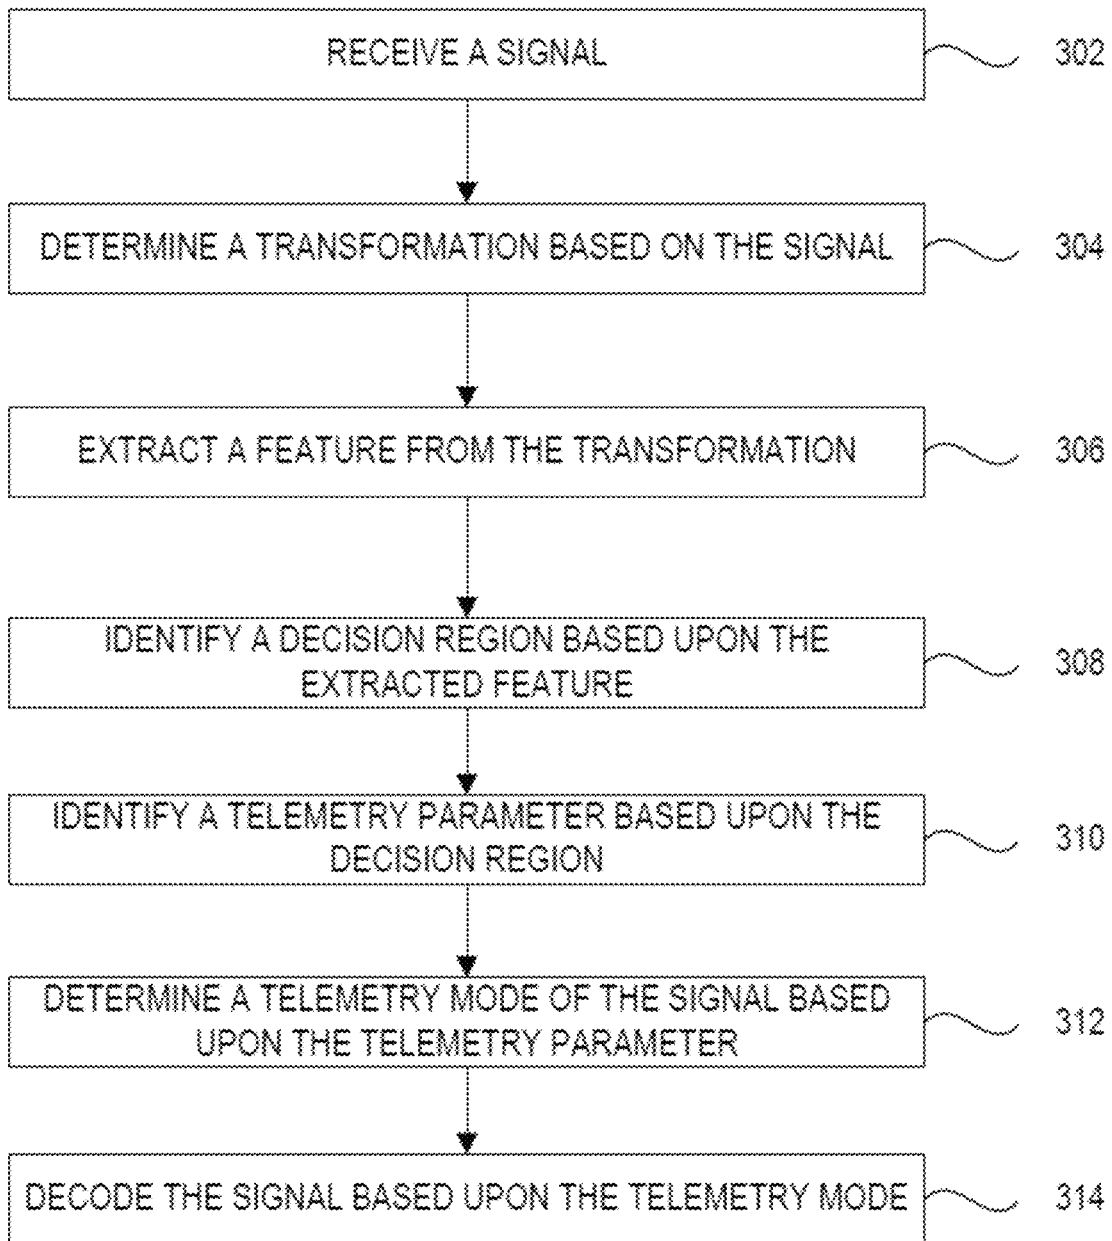 RECEIVE A SIGNAL
302
DETERMINE A TRANSFORMATION BASED ON THE SIGNAL
304
EXTRACT A FEATURE FROM THE TRANSFORMATION
306
IDENTIFY A DECISION REGION BASED UPON THE
EXTRACTED FEATURE
308
IDENTIFY A TELEMETRY PARAMETER BASED UPON THE
DECISION REGION
310
DETERMINE A TELEMETRY MODE OF THE SIGNAL BASED
UPON THE TELEMETRY PARAMETER
312
DECODE THE SIGNAL BASED UPON THE TELEMETRY MODE
314